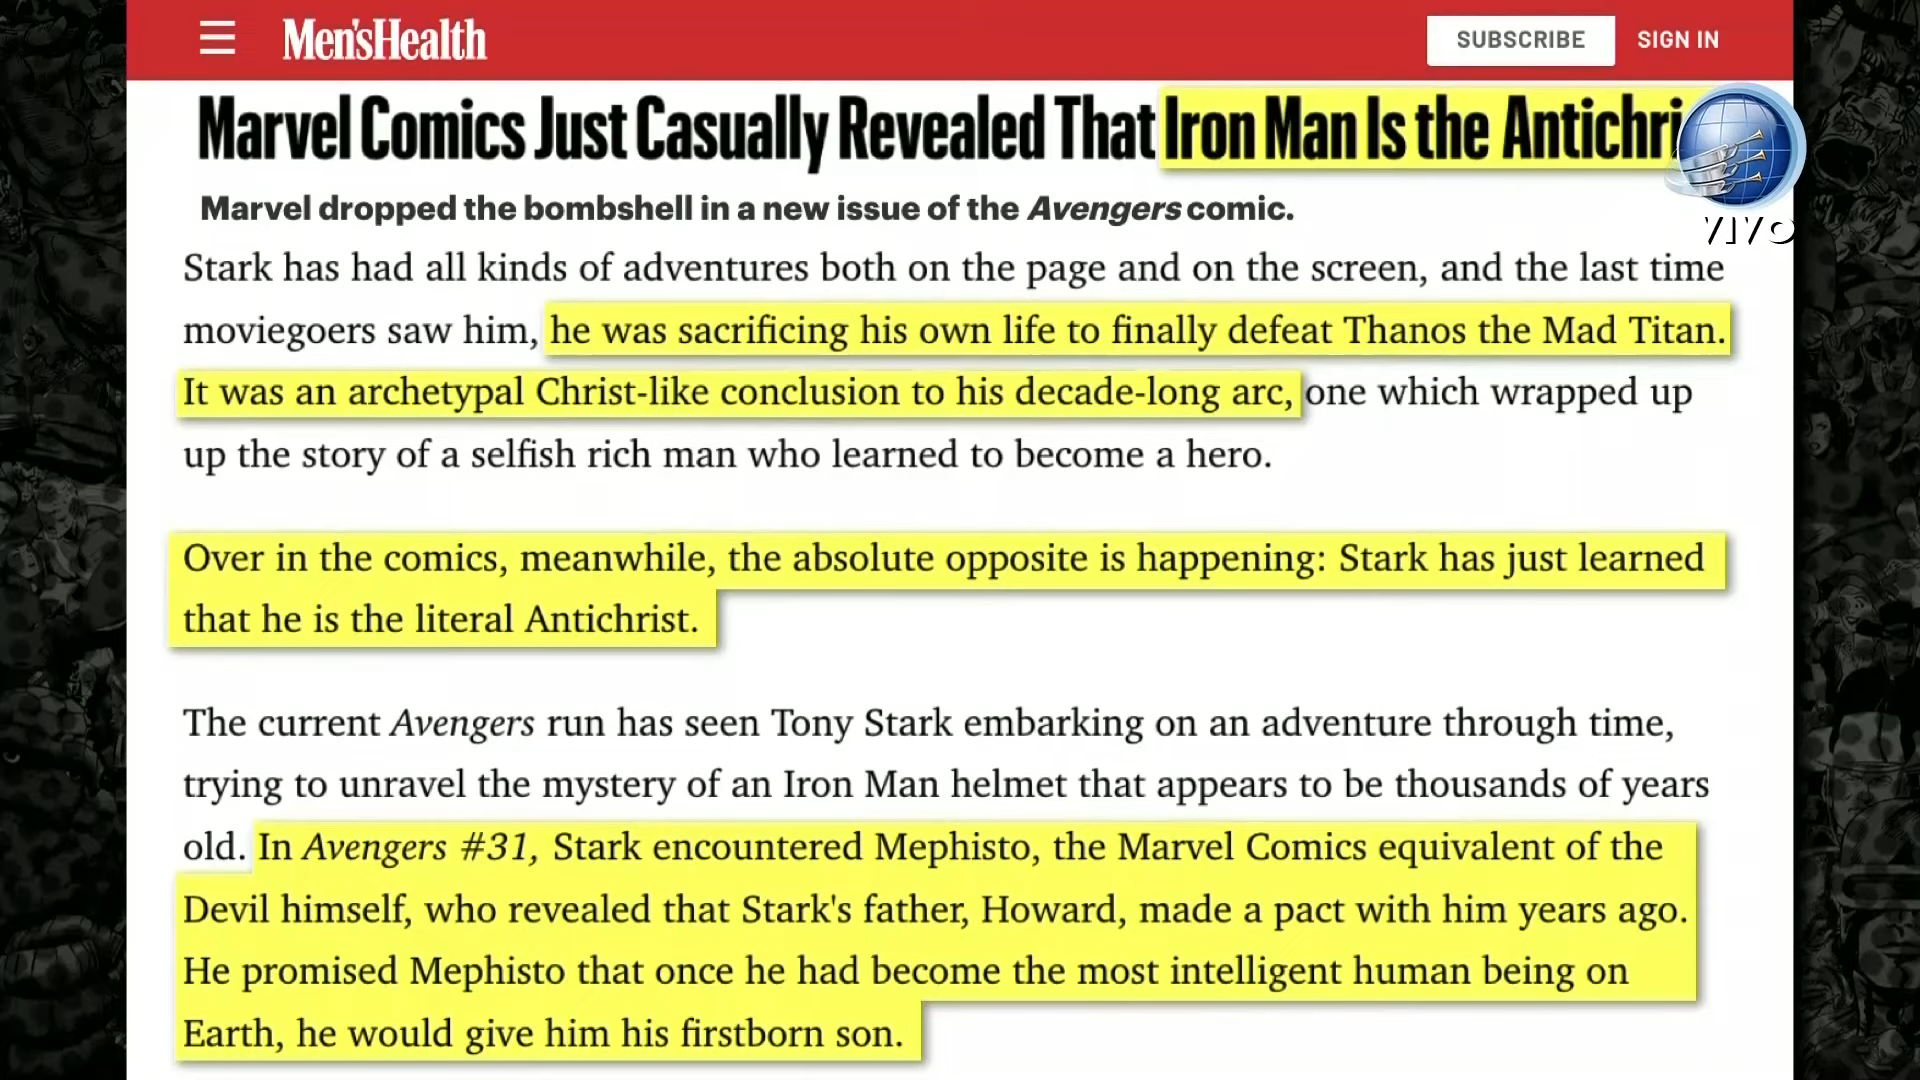 Men'sHealth
SUBSCRIBE
SIGN IN
Marvel Comics Just Casually Revealed That Iron Man Is the Antichri
Marvel dropped the bombshell in a new issue of the Avengers comic.
VIVO
Stark has had all kinds of adventures both on the page and on the screen, and the last time
moviegoers saw him, he was sacrificing his own life to finally defeat Thanos the Mad Titan.
It was an archetypal Christ-like conclusion to his decade-long arc, one which wrapped up
up the story of a selfish rich man who learned to become a hero.
Over in the comics, meanwhile, the absolute opposite is happening: Stark has just learned
that he is the literal Antichrist.
The current Avengers run has seen Tony Stark embarking on an adventure through time,
trying to unravel the mystery of an Iron Man helmet that appears to be thousands of years
old. In Avengers #31, Stark encountered Mephisto, the Marvel Comics equivalent of the
Devil himself, who revealed that Stark's father, Howard, made a pact with him years ago.
He promised Mephisto that once he had become the most intelligent human being on
Earth, he would give him his firstborn son.